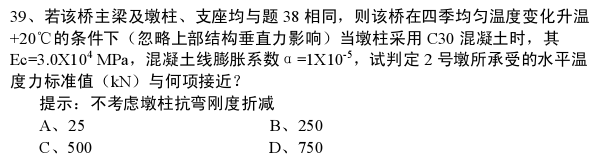 39、若该桥主梁及墩柱、支座均与题 38 相同，则该桥在四季均匀温度变化升温
+20℃的条件下（忽略上部结构垂直力影响）当墩柱采用 C30 混凝土时，其
Ec=3.0X10⁴ MPa，混凝土线膨胀系数 α=1X10⁻⁵，试判定 2 号墩所承受的水平温
度力标准值（kN）与何项接近？
提示：不考虑墩柱抗弯刚度折减
A、25 B、250
C、500 D、750